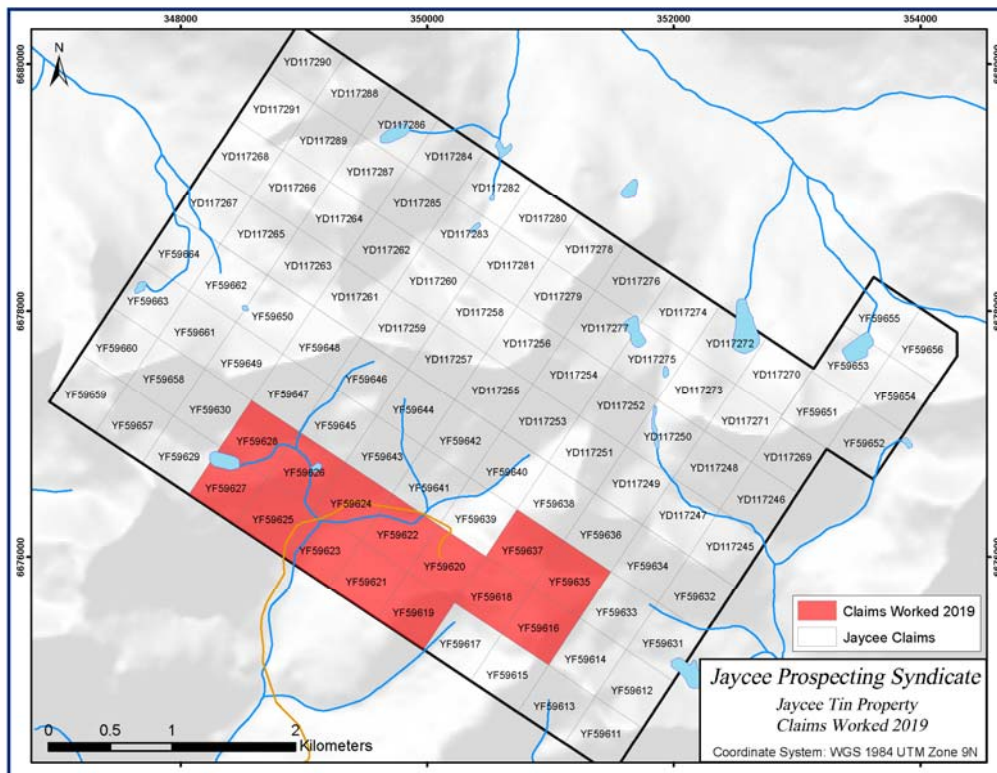 348000 350000 352000 354000
6680000 6680000
N
YD117290
YD117288
YD117291
YD117286
YD117289
YD117284
YD117268
YD117287
YD117282
YD117266
YD117285
YD117267
YD117280
YD117264
YD117283
YD117265
YD117278
YD117262
YF59664
YD117281
YD117263
YD117276
YD117260
YF59662
YD117279
YD117261
YF59663
6678000 6678000
YD117274
YD117258
YF59650
YF59655
YD117277
YD117259
YF59661
YD117272
YD117256
YF59648
YF59660
YF59656
YD117275
YD117257
YF59649
YF59653
YD117270
YD117254
YF59646
YF59658
YD117273
YD117255
YF59647
YF59659
YF59654
YD117252
YF59644
YF59630
YF59651
YD117271
YD117253
YF59645
YF59657
YD117250
YF59642
YF59628
YF59652
YD117251
YF59643
YF59629
YD117269
YD117248
YF59640
YF59626
YD117249
YF59641
YF59627
YD117246
YF59638
YF59624
YD117247
YF59639
YF59625
YF59636
YF59622
6676000 6676000
YD117245
YF59637
YF59623
YF59634
YF59620
YF59635
YF59621
YF59632
YF59618
YF59633
YF59619
YF59616
YF59631
YF59617
YF59614
YF59615
YF59612
YF59613
YF59611
Claims Worked 2019
Jaycee Claims
Jaycee Prospecting Syndicate
Jaycee Tin Property
Claims Worked 2019
Coordinate System: WGS 1984 UTM Zone 9N
0 0.5 1 2
Kilometers